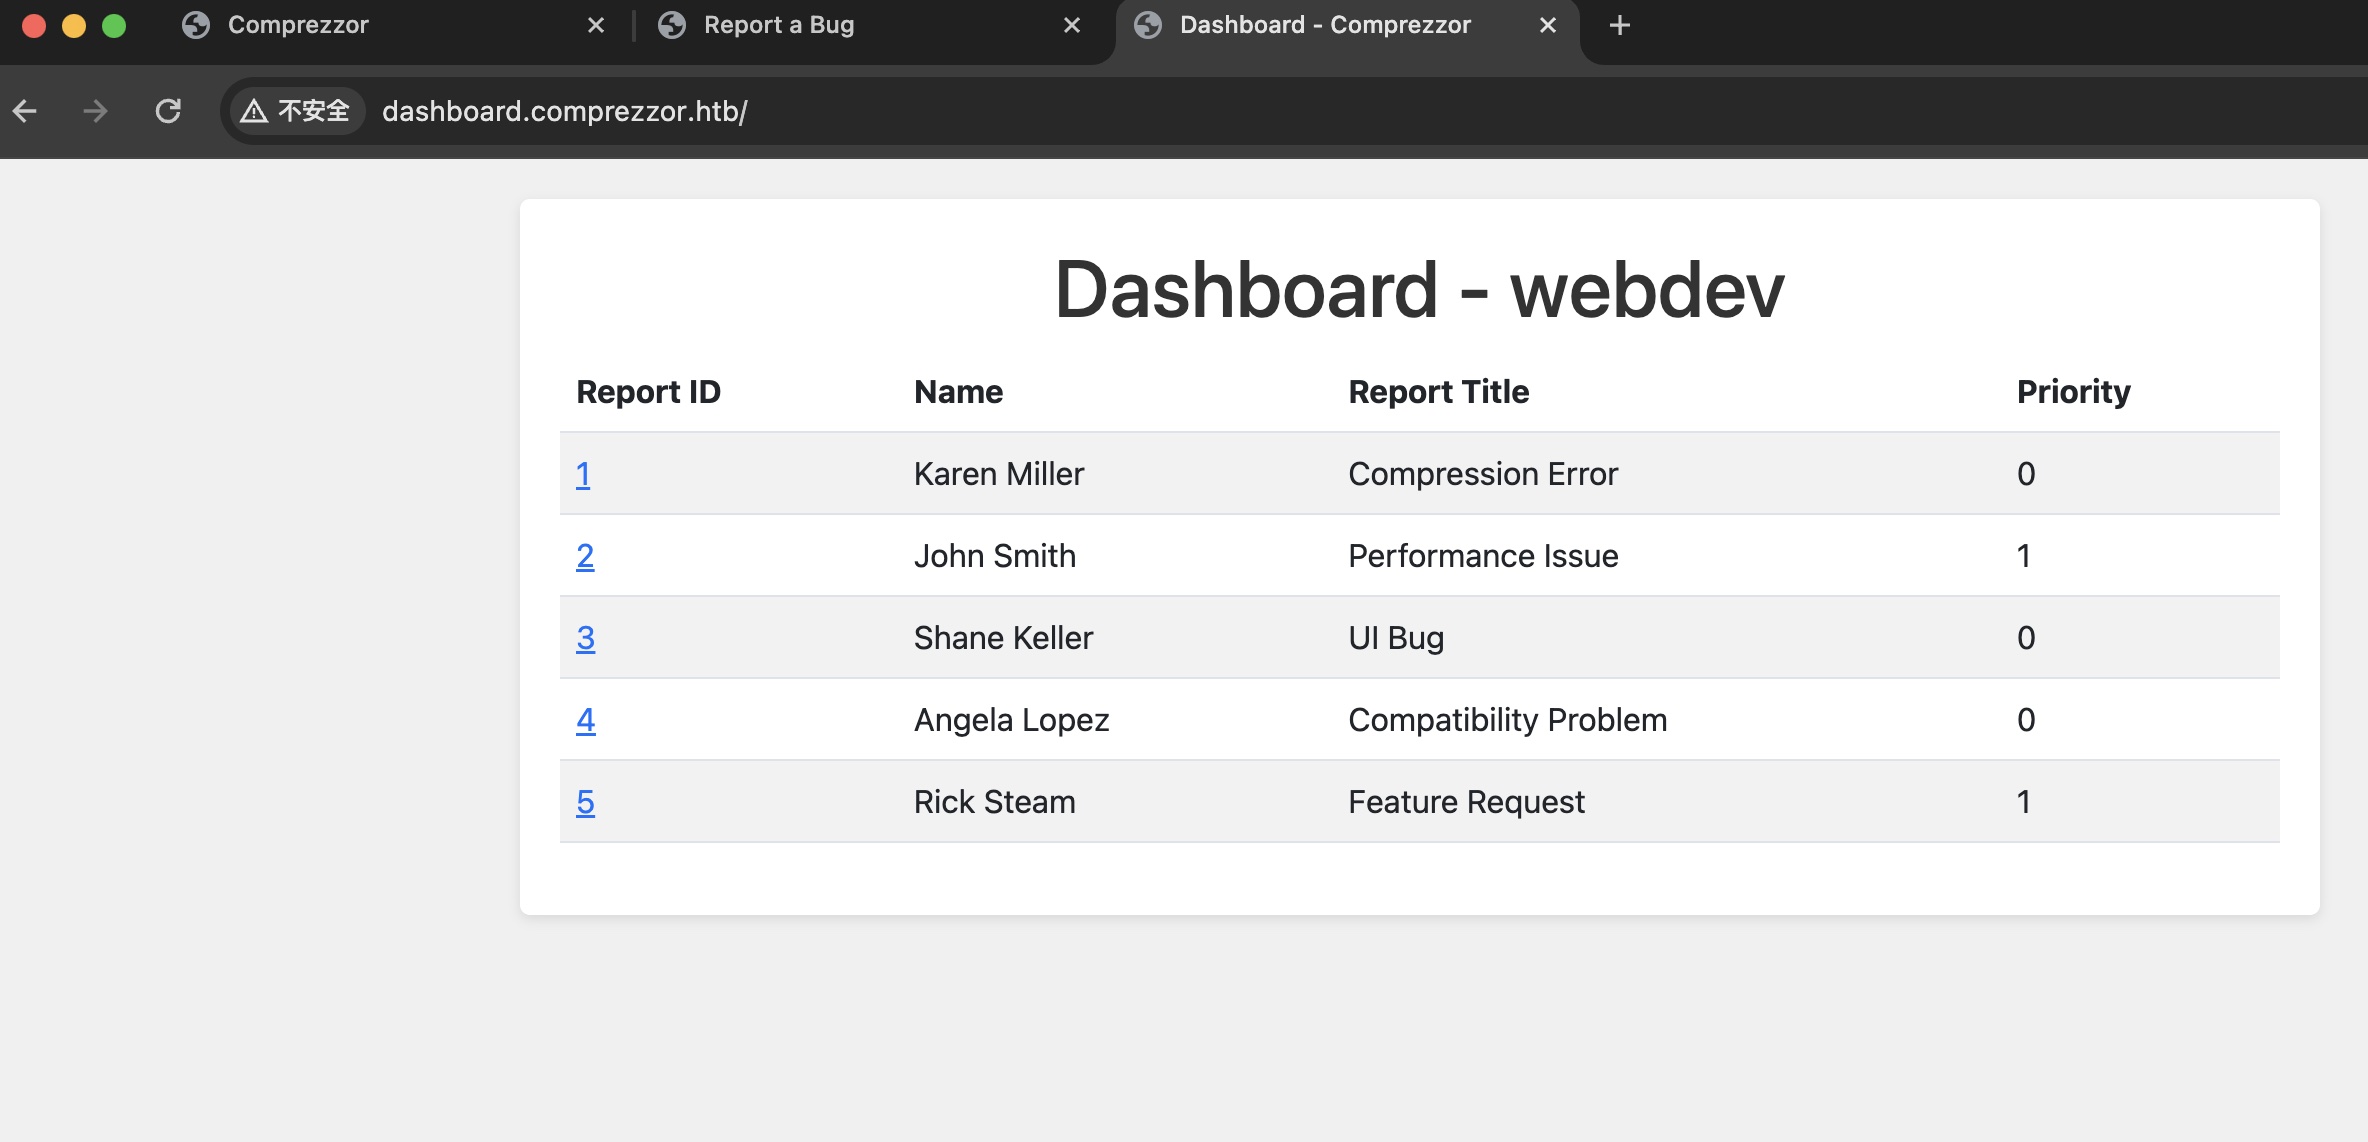 Comprezzor
Report a Bug
Dashboard - Comprezzor
不安全 dashboard.comprezzor.htb/
Dashboard - webdev
Report ID Name Report Title Priority
1 Karen Miller Compression Error 0
2 John Smith Performance Issue 1
3 Shane Keller UI Bug 0
4 Angela Lopez Compatibility Problem 0
5 Rick Steam Feature Request 1